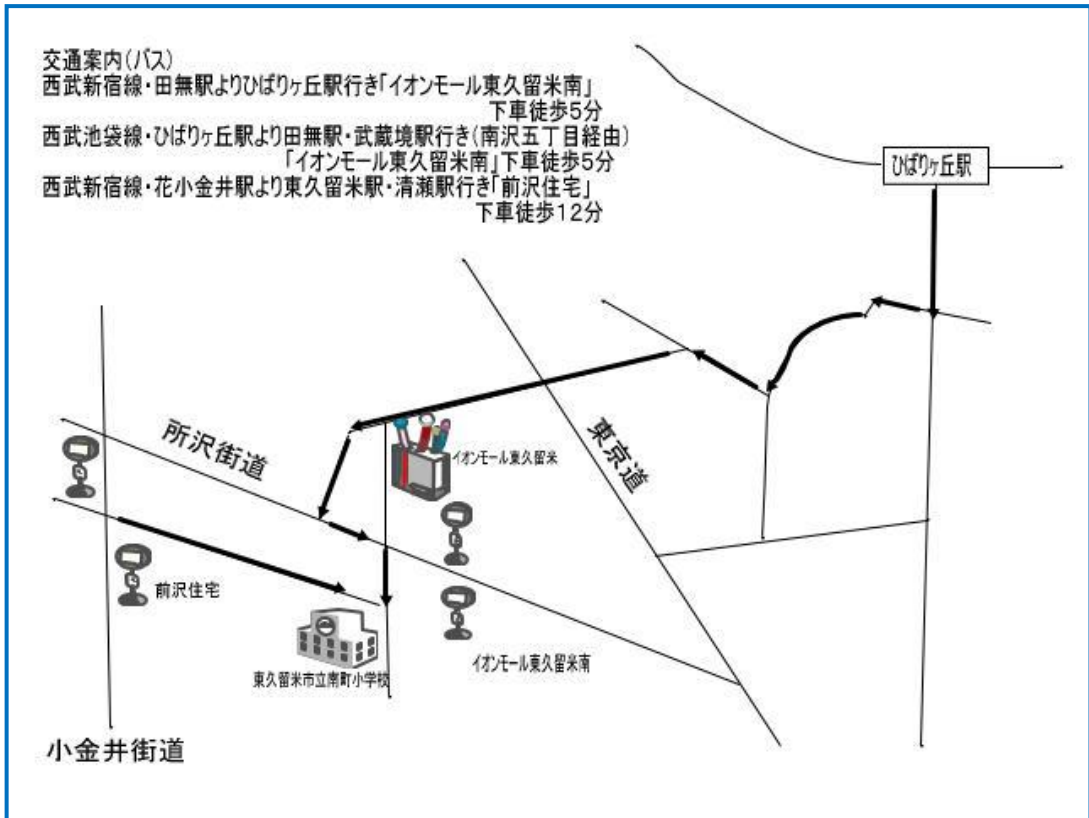 交通案内(バス)
西武新宿線・田無駅よりひばりヶ丘駅行き「イオンモール東久留米南」
下車徒歩5分
西武池袋線・ひばりヶ丘駅より田無駅・武蔵境駅行き(南沢五丁目経由)
「イオンモール東久留米南」下車徒歩5分
西武新宿線・花小金井駅より東久留米駅・清瀬駅行き「前沢住宅」
下車徒歩12分
ひばりヶ丘駅
所沢街道
イオンモール東久留米
東京道
前沢住宅
イオンモール東久留米南
東久留米市立南町小学校
小金井街道